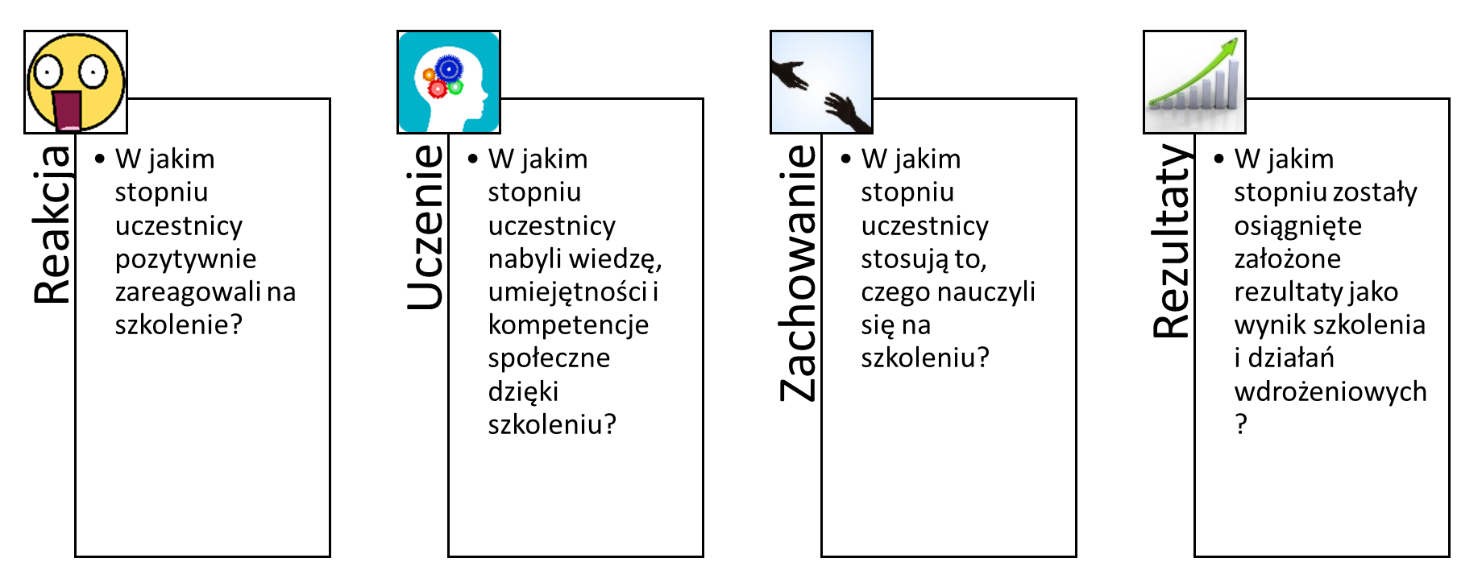 Reakcja
• W jakim
stopniu
uczestnicy
pozytywnie
zareagowali na
szkolenie?
Uczenie
• W jakim
stopniu
uczestnicy
nabyli wiedzę,
umiejętności i
kompetencje
społeczne
dzięki
szkoleniu?
Zachowanie
• W jakim
stopniu
uczestnicy
stosują to,
czego nauczyli
się na
szkoleniu?
Rezultaty
• W jakim
stopniu zostały
osiągnięte
założone
rezultaty jako
wynik szkolenia
i działań
wdrożeniowych
?